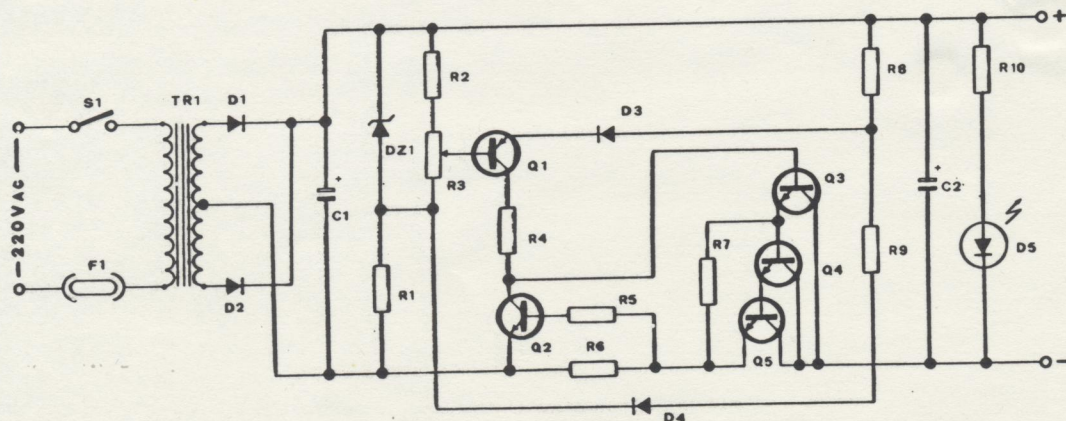 +
S1
TR1
D1
R2
R8
R10
D3
DZ1
Q1
Q3
R3
+
C1
+
C2
220VAC
R4
R7
R9
D5
Q4
F1
D2
R1
R5
Q2
R6
Q5
−
D4